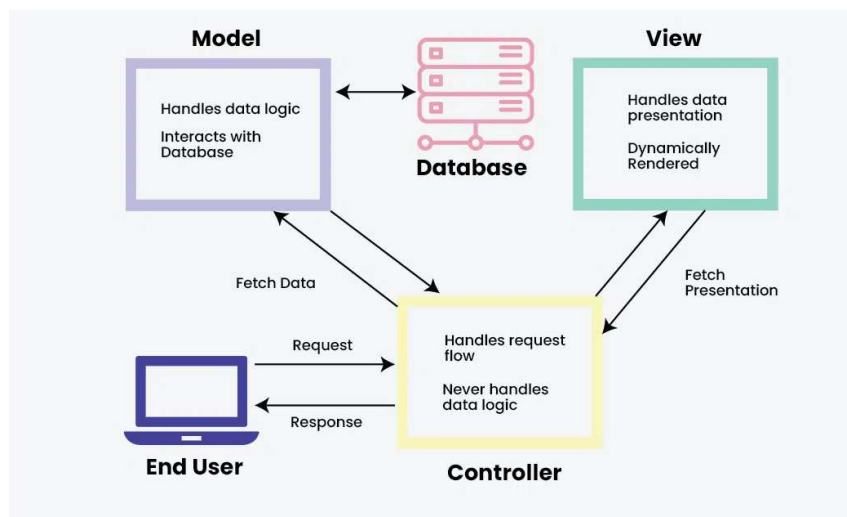 Model
View
Handles data logic
Interacts with
Database
Database
Handles data
presentation
Dynamically
Rendered
Fetch Data
Fetch
Presentation
Request
Response
Handles request
flow
Never handles
data logic
End User
Controller